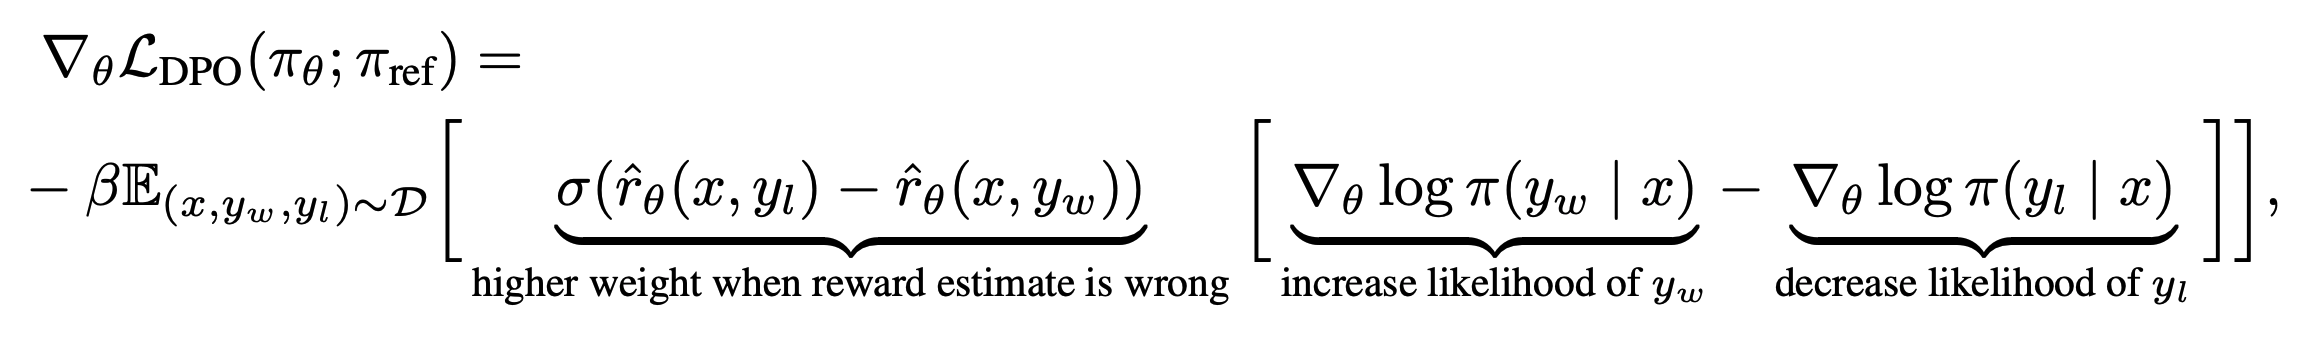 ∇θ𝓛DPO(πθ; πref) =
− β𝔼(x,yw,yl)∼𝒟[σ(r̂θ(x, yl) − r̂θ(x, yw)) [∇θ log π(yw | x) − ∇θ log π(yl | x)]],
higher weight when reward estimate is wrong increase likelihood of yw decrease likelihood of yl